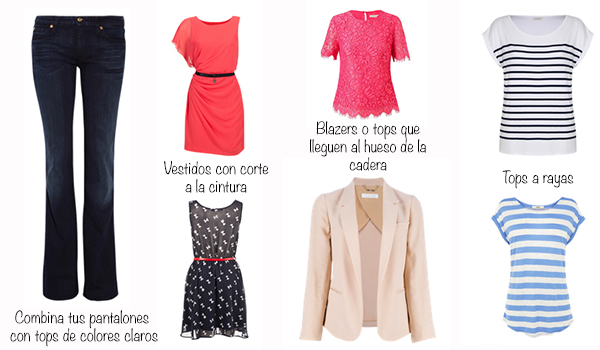 Vestidos con corte
a la cintura
Blazers o tops que
lleguen al hueso de la
cadera
Tops a rayas
Combina tus pantalones
con tops de colores claros